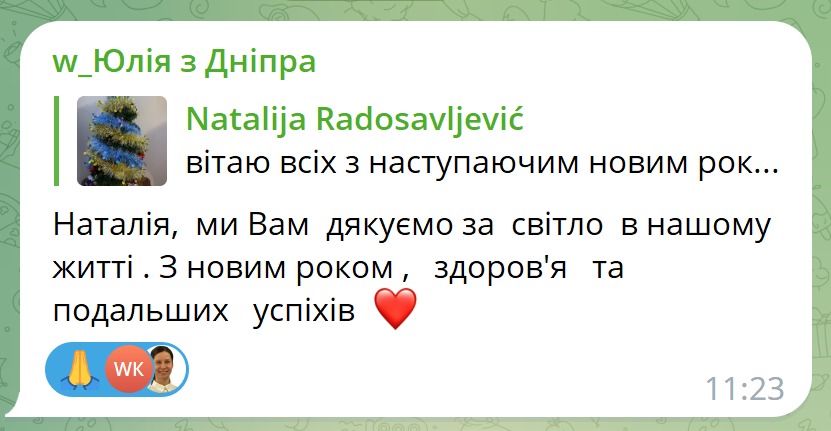 w_Юлія з Дніпра
Natalija Radosavljević
вітаю всіх з наступаючим новим рок...
Наталія, ми Вам дякуємо за світло в нашому
житті . З новим роком , здоров'я та
подальших успіхів ❤️
🙏 WK
11:23